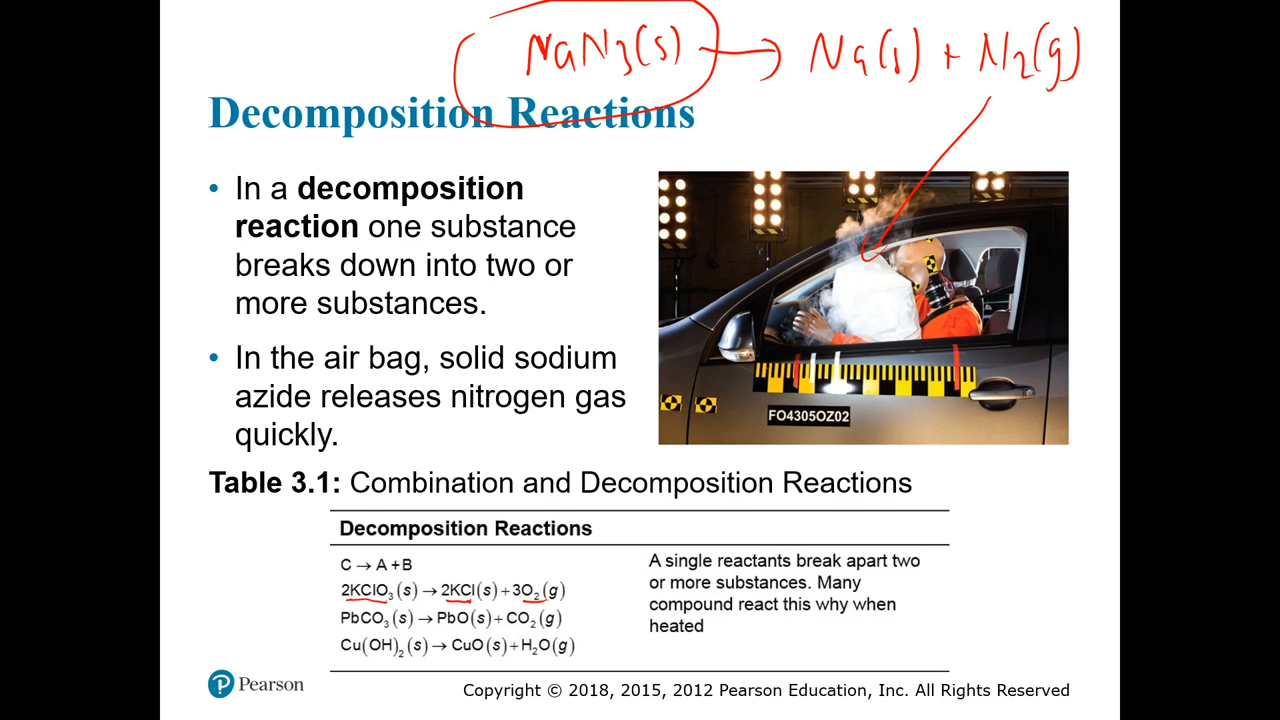 NaN3(s) → Na(s) + N2(g)
Decomposition Reactions
• In a decomposition
reaction one substance
breaks down into two or
more substances.
• In the air bag, solid sodium
azide releases nitrogen gas
quickly.
FO4305OZ02
Table 3.1: Combination and Decomposition Reactions
Decomposition Reactions
C → A + B
2KClO₃(s) → 2KCl(s) + 3O₂(g)
PbCO₃(s) → PbO(s) + CO₂(g)
Cu(OH)₂(s) → CuO(s) + H₂O(g)
A single reactants break apart two
or more substances. Many
compound react this why when
heated
P Pearson
Copyright © 2018, 2015, 2012 Pearson Education, Inc. All Rights Reserved